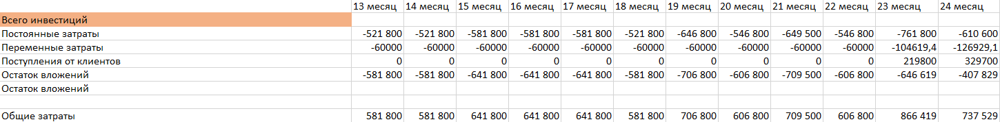 13 месяц 14 месяц 15 месяц 16 месяц 17 месяц 18 месяц 19 месяц 20 месяц 21 месяц 22 месяц 23 месяц 24 месяц
Всего инвестиций
Постоянные затраты -521 800 -521 800 -581 800 -581 800 -581 800 -521 800 -646 800 -546 800 -649 500 -546 800 -761 800 -610 600
Переменные затраты -60000 -60000 -60000 -60000 -60000 -60000 -60000 -60000 -60000 -60000 -104619,4 -126929,1
Поступления от клиентов 0 0 0 0 0 0 0 0 0 0 219800 329700
Остаток вложений -581 800 -581 800 -641 800 -641 800 -641 800 -581 800 -706 800 -606 800 -709 500 -606 800 -646 619 -407 829
Остаток вложений
Общие затраты 581 800 581 800 641 800 641 800 641 800 581 800 706 800 606 800 709 500 606 800 866 419 737 529